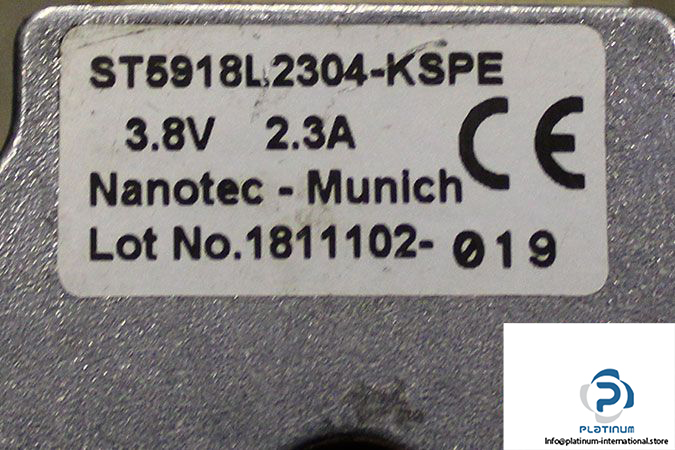 ST5918L2304-KSPE
3.8V 2.3A
CE
Nanotec - Munich
Lot No.1811102- 019
PLATINUM
Info@platinum-international.store